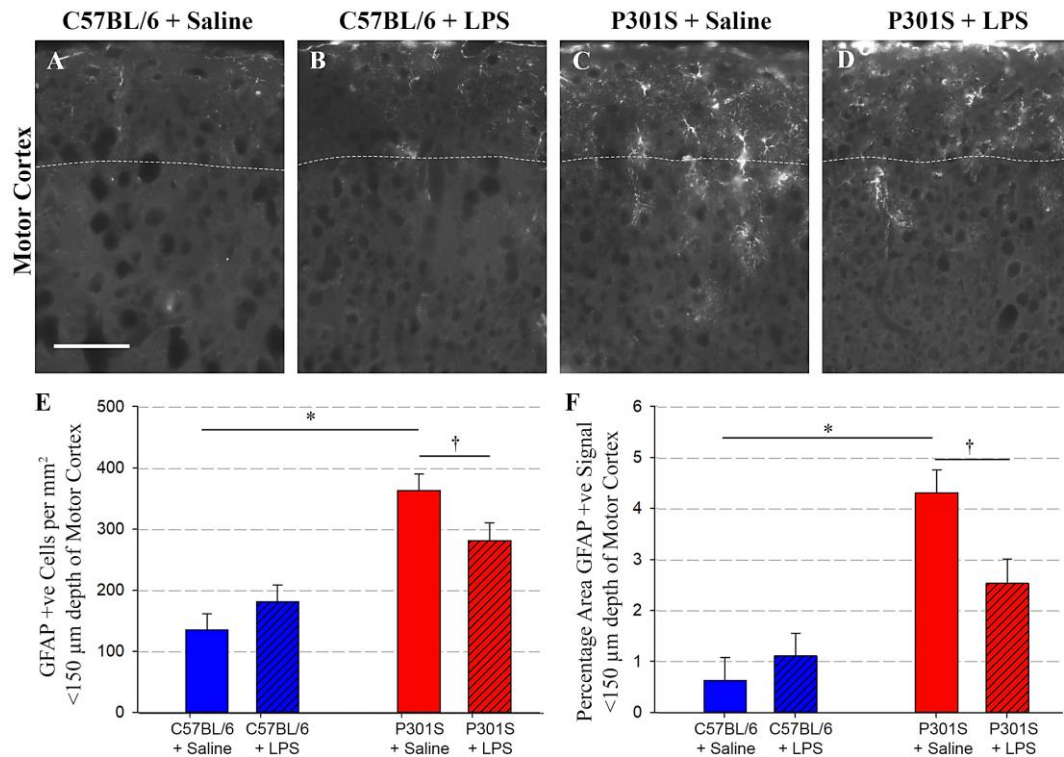 C57BL/6 + Saline
C57BL/6 + LPS
P301S + Saline
P301S + LPS
Motor Cortex
A
B
C
D
E
GFAP +ve Cells per mm²
<150 µm depth of Motor Cortex
500
400
300
200
100
0
*
†
C57BL/6
+ Saline
C57BL/6
+ LPS
P301S
+ Saline
P301S
+ LPS
F
Percentage Area GFAP +ve Signal
<150 µm depth of Motor Cortex
6
5
4
3
2
1
0
*
†
C57BL/6
+ Saline
C57BL/6
+ LPS
P301S
+ Saline
P301S
+ LPS